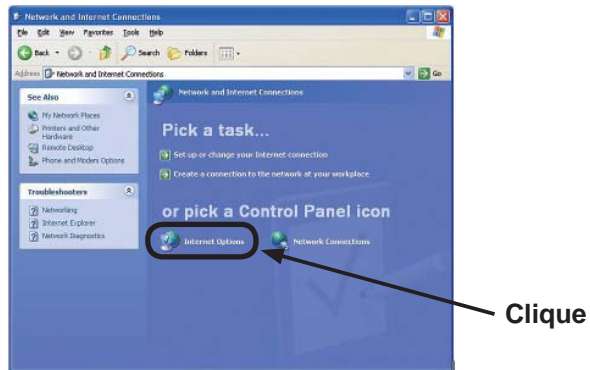 Network and Internet Connections
File Edit View Favorites Tools Help
Back Search Folders
Address Network and Internet Connections Go
See Also
My Network Places
Printers and Other
Hardware
Remote Desktop
Phone and Modem Options
Troubleshooters
Networking
Internet Explorer
Network Diagnostics
Network and Internet Connections
Pick a task...
Set up or change your Internet connection
Create a connection to the network at your workplace
or pick a Control Panel icon
Internet Options Network Connections
Clique